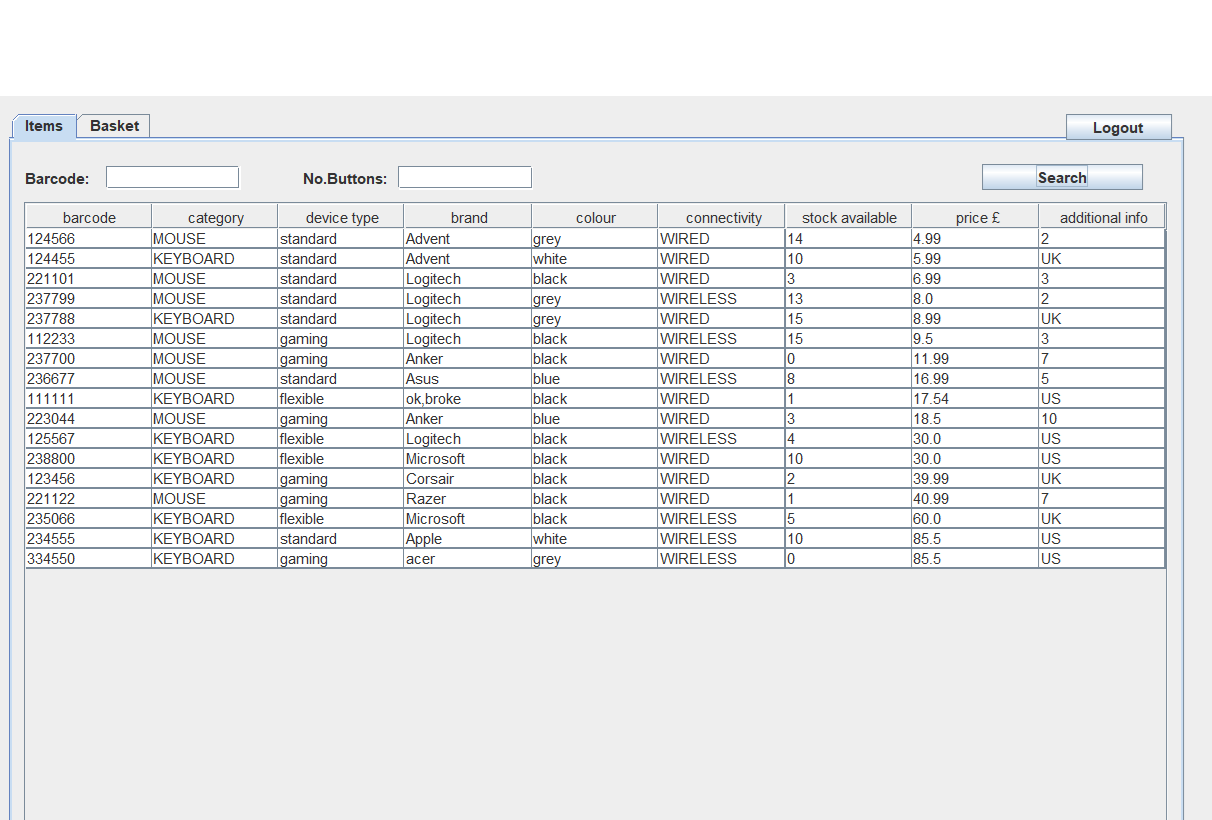 Items Basket Logout
Barcode: No.Buttons: Search
barcode category device type brand colour connectivity stock available price £ additional info
124566 MOUSE standard Advent grey WIRED 14 4.99 2
124455 KEYBOARD standard Advent white WIRED 10 5.99 UK
221101 MOUSE standard Logitech black WIRED 3 6.99 3
237799 MOUSE standard Logitech grey WIRELESS 13 8.0 2
237788 KEYBOARD standard Logitech grey WIRED 15 8.99 UK
112233 MOUSE gaming Logitech black WIRELESS 15 9.5 3
237700 MOUSE gaming Anker black WIRED 0 11.99 7
236677 MOUSE standard Asus blue WIRELESS 8 16.99 5
111111 KEYBOARD flexible ok,broke black WIRED 1 17.54 US
223044 MOUSE gaming Anker blue WIRED 3 18.5 10
125567 KEYBOARD flexible Logitech black WIRELESS 4 30.0 US
238800 KEYBOARD flexible Microsoft black WIRED 10 30.0 US
123456 KEYBOARD gaming Corsair black WIRED 2 39.99 UK
221122 MOUSE gaming Razer black WIRED 1 40.99 7
235066 KEYBOARD flexible Microsoft black WIRELESS 5 60.0 UK
234555 KEYBOARD standard Apple white WIRELESS 10 85.5 US
334550 KEYBOARD gaming acer grey WIRELESS 0 85.5 US